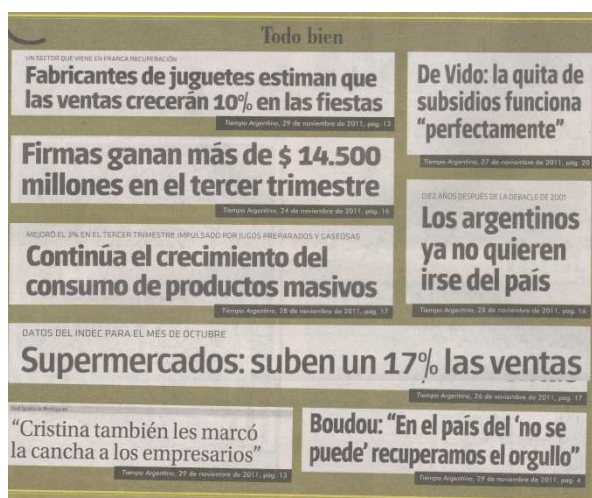 Todo bien
UN SECTOR QUE VIENE EN FRANCA RECUPERACIÓN
Fabricantes de juguetes estiman que
las ventas crecerán 10% en las fiestas
Tiempo Argentino, 29 de noviembre de 2011, pág. 12
De Vido: la quita de
subsidios funciona
“perfectamente”
Tiempo Argentino, 27 de noviembre de 2011, pág. 20
Firmas ganan más de $ 14.500
millones en el tercer trimestre
Tiempo Argentino, 24 de noviembre de 2011, pág. 16
DIEZ AÑOS DESPUÉS DE LA DEBACLE DE 2001
Los argentinos
ya no quieren
irse del país
Tiempo Argentino, 28 de noviembre de 2011, pág. 16
MEJORÓ EL 3% EN EL TERCER TRIMESTRE IMPULSADO POR JUGOS PREPARADOS Y GASEOSAS
Continúa el crecimiento del
consumo de productos masivos
Tiempo Argentino, 28 de noviembre de 2011, pág. 17
DATOS DEL INDEC PARA EL MES DE OCTUBRE
Supermercados: suben un 17% las ventas
Tiempo Argentino, 26 de noviembre de 2011, pág. 17
“Cristina también les marcó
la cancha a los empresarios”
Tiempo Argentino, 29 de noviembre de 2011, pág. 13
Boudou: “En el país del ‘no se
puede’ recuperamos el orgullo”
Tiempo Argentino, 29 de noviembre de 2011, pág. 4